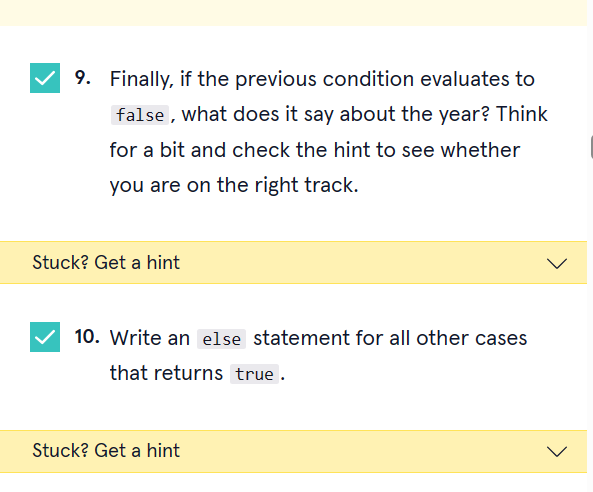 9. Finally, if the previous condition evaluates to
false, what does it say about the year? Think
for a bit and check the hint to see whether
you are on the right track.
Stuck? Get a hint
10. Write an else statement for all other cases
that returns true.
Stuck? Get a hint